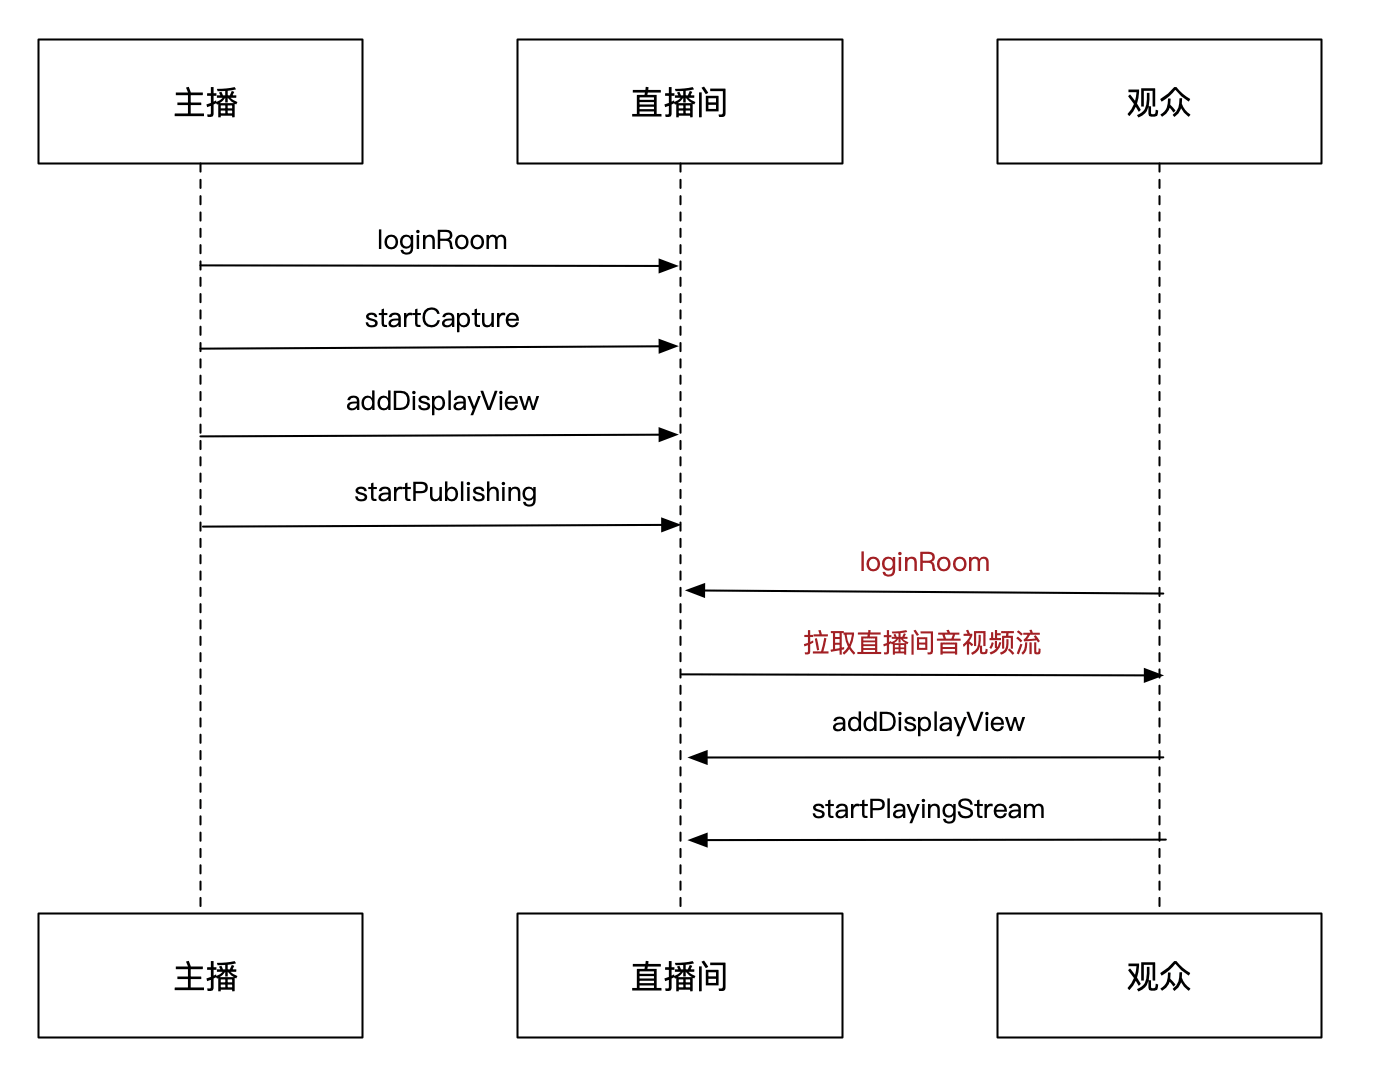 主播
直播间
观众
loginRoom
startCapture
addDisplayView
startPublishing
loginRoom
拉取直播间音视频流
addDisplayView
startPlayingStream
主播
直播间
观众